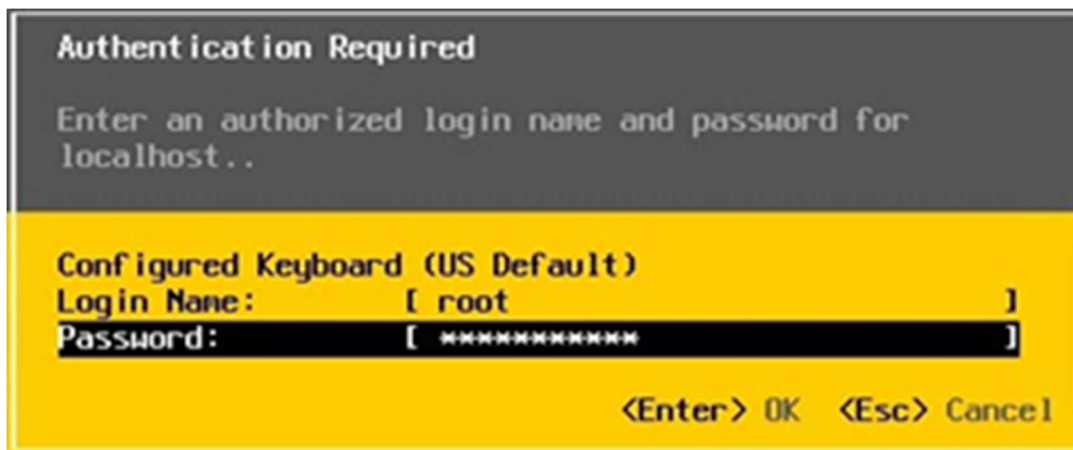 Authentication Required
Enter an authorized login name and password for
localhost..
Configured Keyboard (US Default)
Login Name: [ root ]
Password: [ *********** ]
<Enter> OK <Esc> Cancel